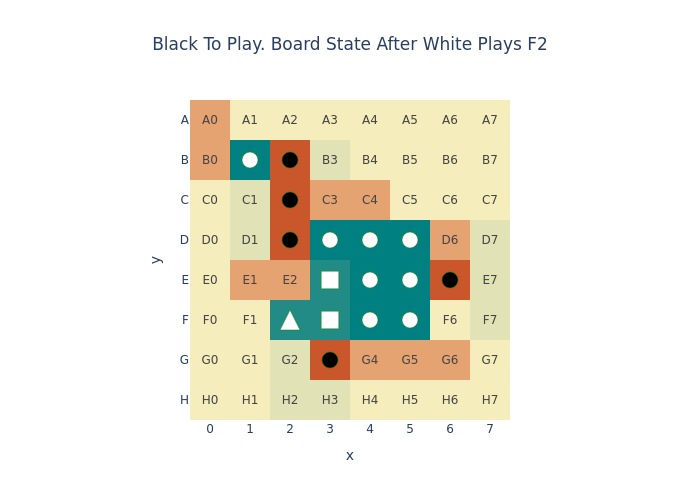 Black To Play. Board State After White Plays F2
A A0 A1 A2 A3 A4 A5 A6 A7
B B0 B3 B4 B5 B6 B7
C C0 C1 C3 C4 C5 C6 C7
D D0 D1 D6 D7
E E0 E1 E2 E7
F F0 F1 F6 F7
G G0 G1 G2 G4 G5 G6 G7
H H0 H1 H2 H3 H4 H5 H6 H7
0 1 2 3 4 5 6 7
x
y